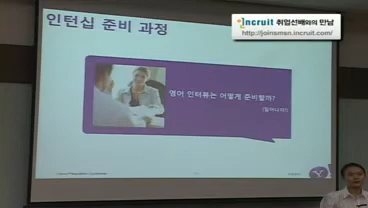 인턴십 준비 과정
incruit 취업선배와의 만남
http://joinsmsn.incruit.com/
영어 인터뷰는 어떻게 준비할까?